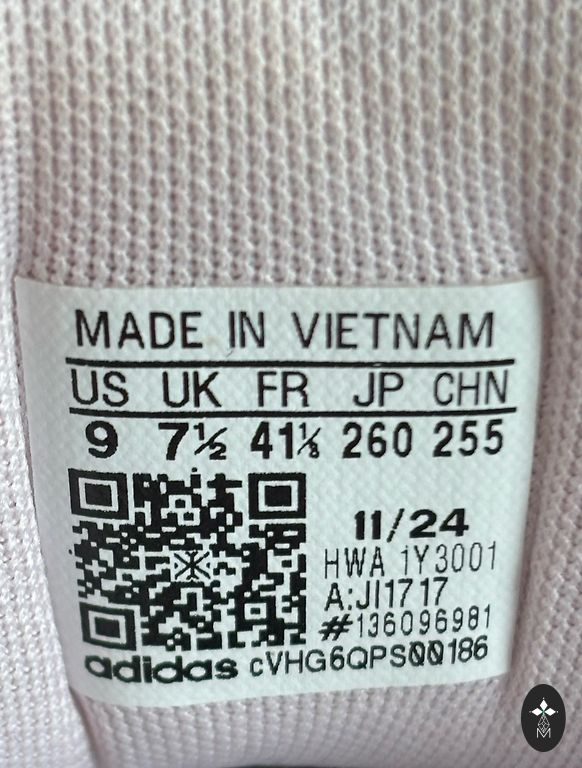 MADE IN VIETNAM
US UK FR JP CHN
9 7½ 41⅓ 260 255
11/24
HWA 1Y3001
A:JI1717
#136096981
adidas cVHG6QPS00186
M